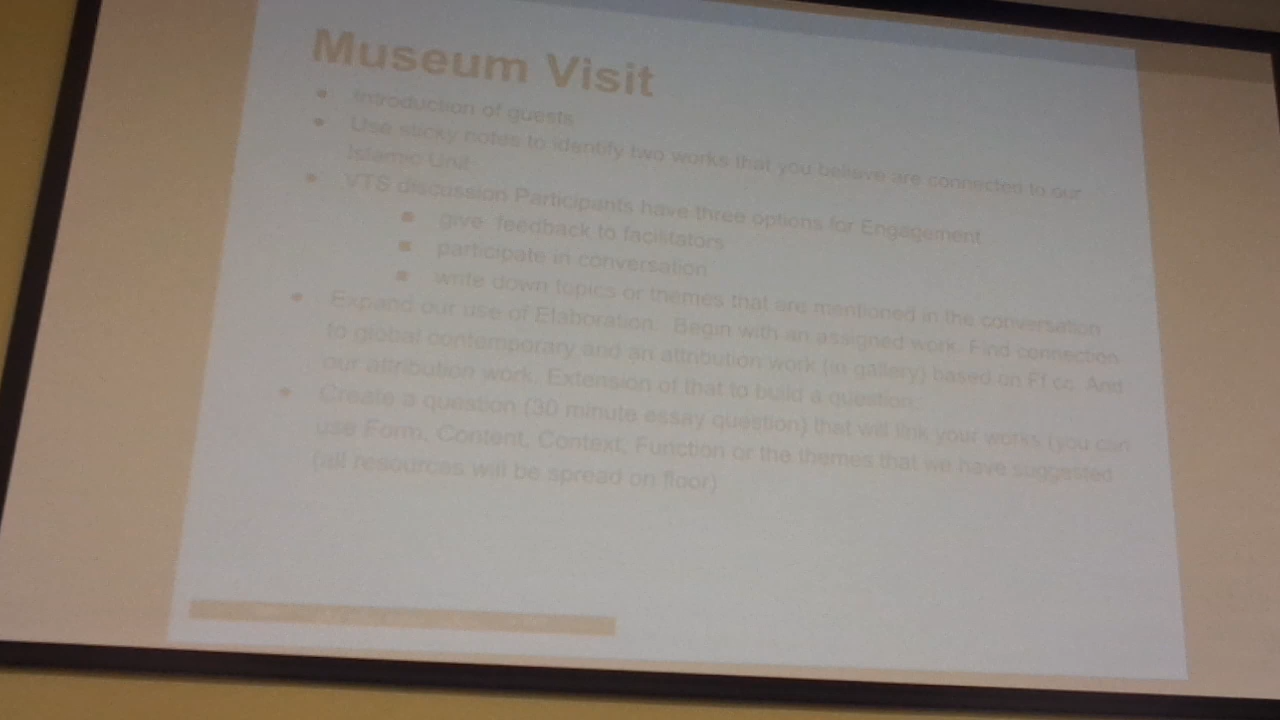 Museum Visit
Introduction of guests
Use sticky notes to identify two works that you believe are connected to our
Islamic Unit
VTS discussion Participants have three options for Engagement
give feedback to facilitators
participate in conversation
write down topics or themes that are mentioned in the conversation
Expand our use of Elaboration. Begin with an assigned work. Find connection
to global contemporary and an attribution work (in gallery) based on Ff cc. And
our attribution work. Extension of that to build a question.
Create a question (30 minute essay question) that will link your works (you can
use Form, Content, Context, Function or the themes that we have suggested
(all resources will be spread on floor)